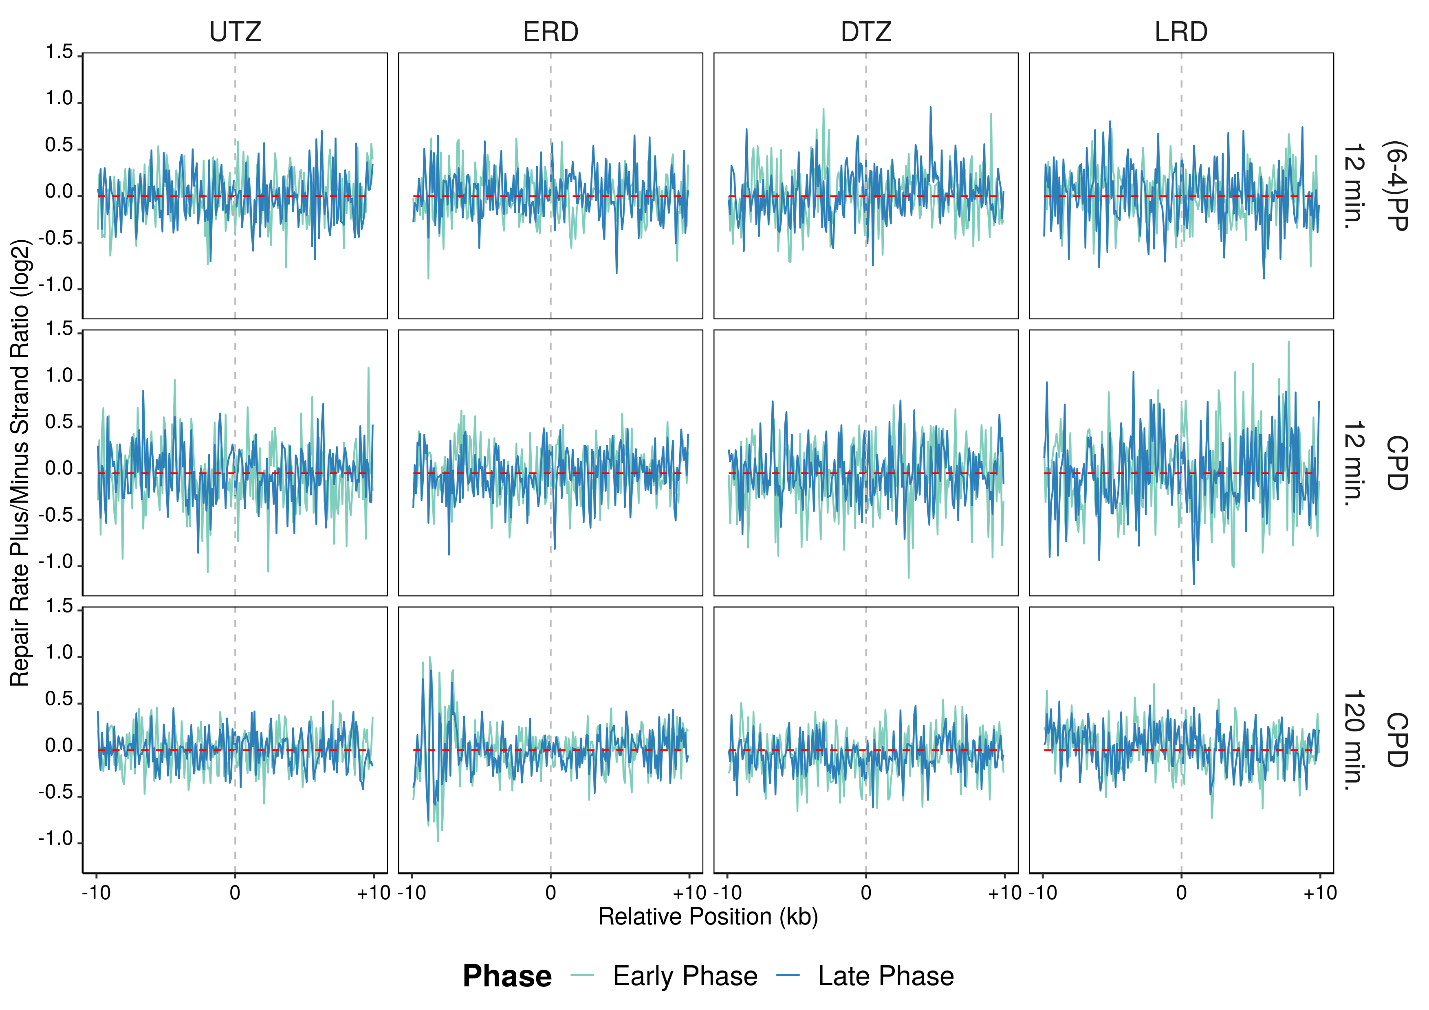 UTZ ERD DTZ LRD
Repair Rate Plus/Minus Strand Ratio (log2)
1.5
1.0
0.5
0.0
-0.5
-1.0
(6-4)PP
12 min.
1.5
1.0
0.5
0.0
-0.5
-1.0
CPD
12 min.
1.5
1.0
0.5
0.0
-0.5
-1.0
CPD
120 min.
-10 0 +10 -10 0 +10 -10 0 +10 -10 0 +10
Relative Position (kb)
Phase Early Phase Late Phase